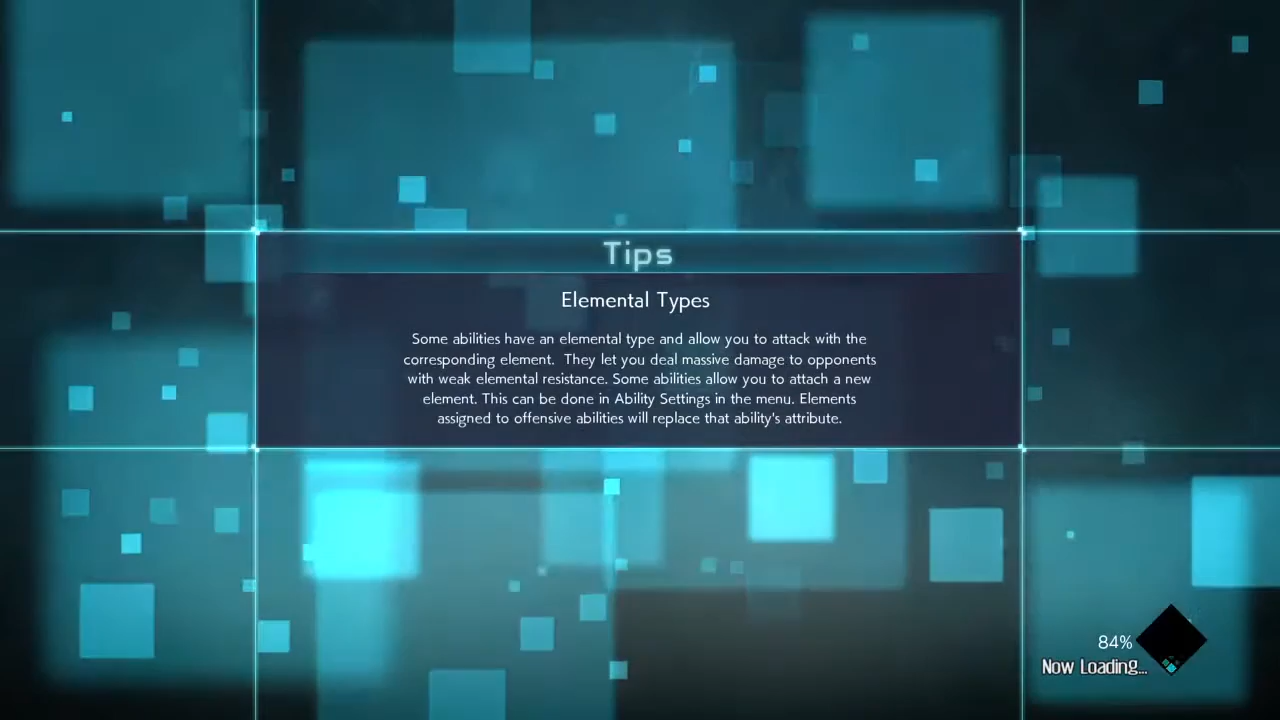 Tips
Elemental Types
Some abilities have an elemental type and allow you to attack with the
corresponding element.  They let you deal massive damage to opponents
with weak elemental resistance. Some abilities allow you to attach a new
element. This can be done in Ability Settings in the menu. Elements
assigned to offensive abilities will replace that ability's attribute.
84%
Now Loading...